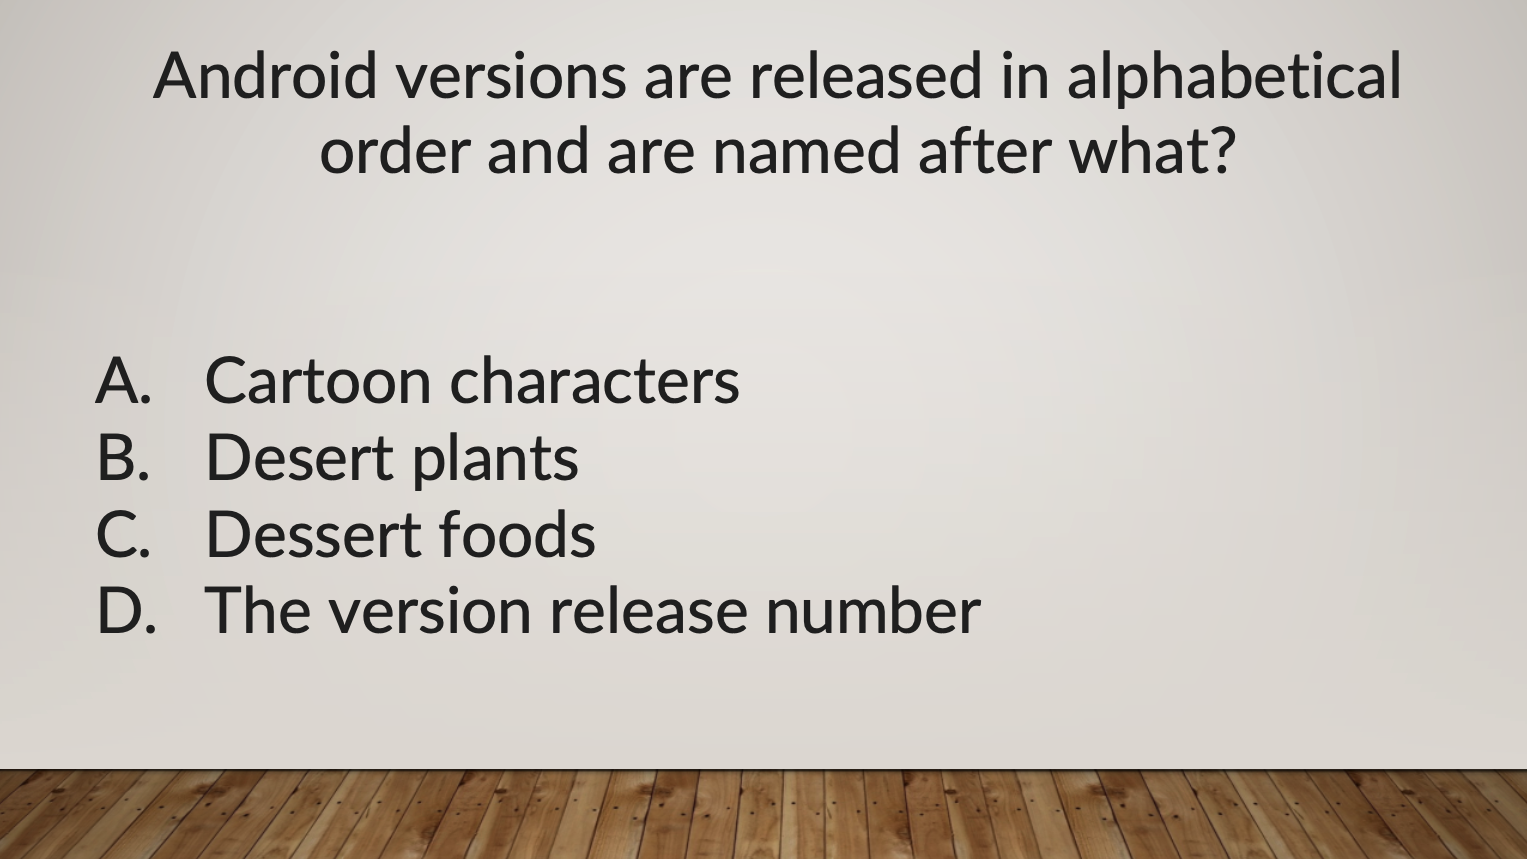 Android versions are released in alphabetical
order and are named after what?
A. Cartoon characters
B. Desert plants
C. Dessert foods
D. The version release number